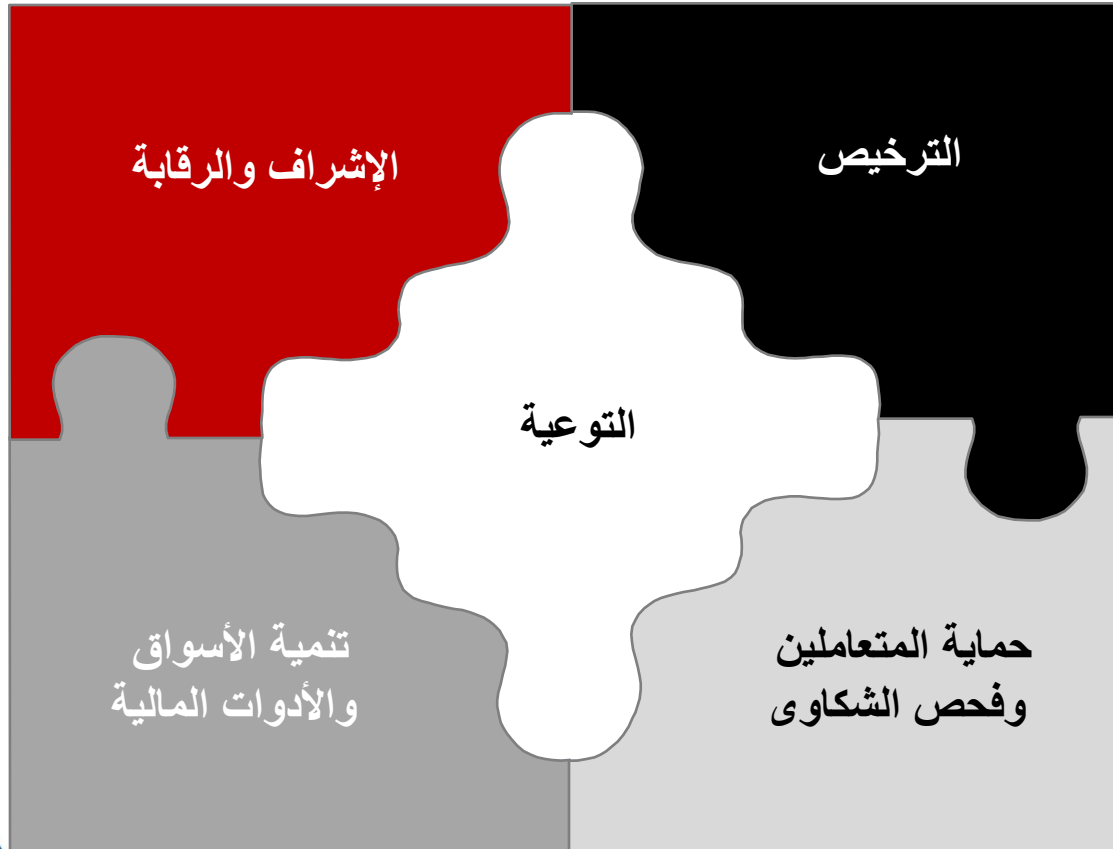 الترخيص
الإشراف والرقابة
التوعية
حماية المتعاملين
وفحص الشكاوى
تنمية الأسواق
والأدوات المالية